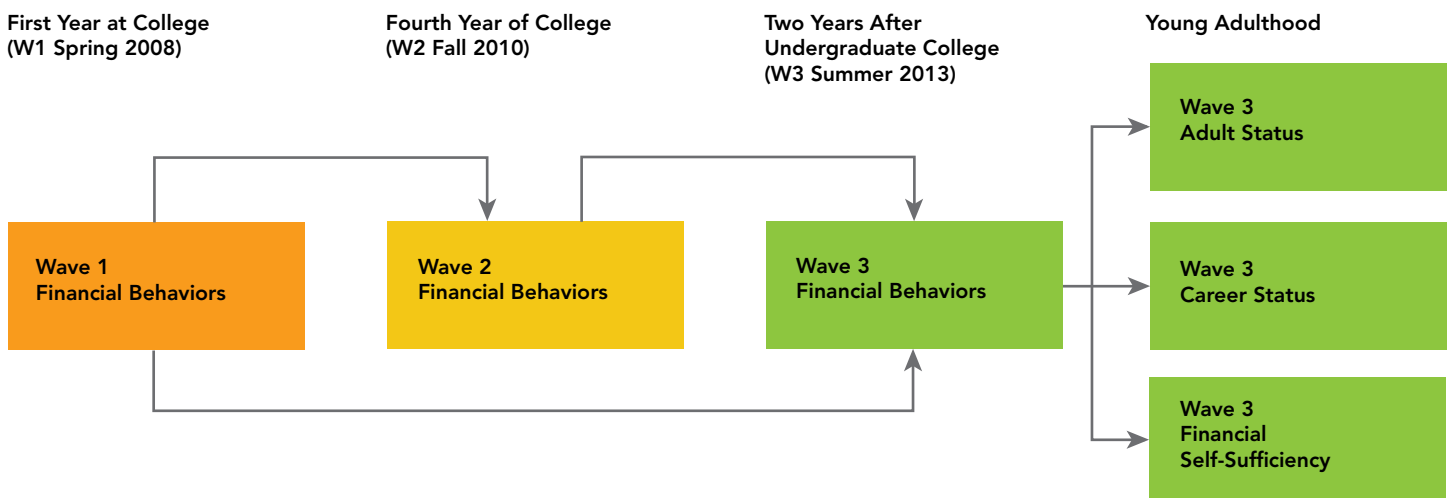 First Year at College
(W1 Spring 2008)
Fourth Year of College
(W2 Fall 2010)
Two Years After
Undergraduate College
(W3 Summer 2013)
Young Adulthood
Wave 1
Financial Behaviors
Wave 2
Financial Behaviors
Wave 3
Financial Behaviors
Wave 3
Adult Status
Wave 3
Career Status
Wave 3
Financial
Self-Sufficiency